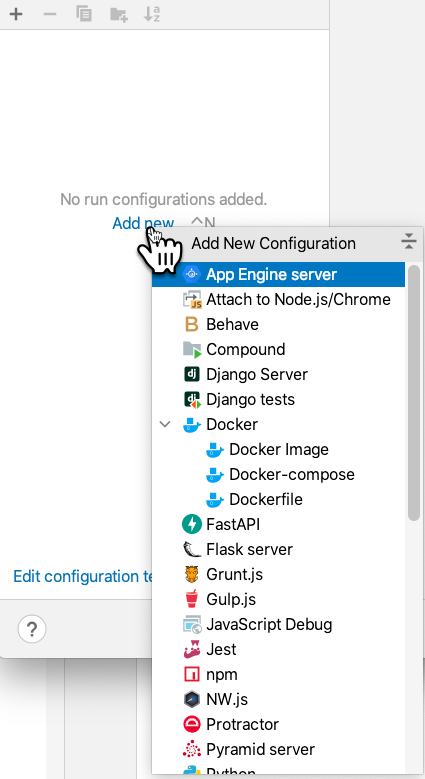 No run configurations added.
Add new ^N
Add New Configuration
App Engine server
Attach to Node.js/Chrome
Behave
Compound
Django Server
Django tests
Docker
Docker Image
Docker-compose
Dockerfile
FastAPI
Flask server
Edit configuration te
Grunt.js
Gulp.js
?
JavaScript Debug
Jest
npm
NW.js
Protractor
Pyramid server
Python